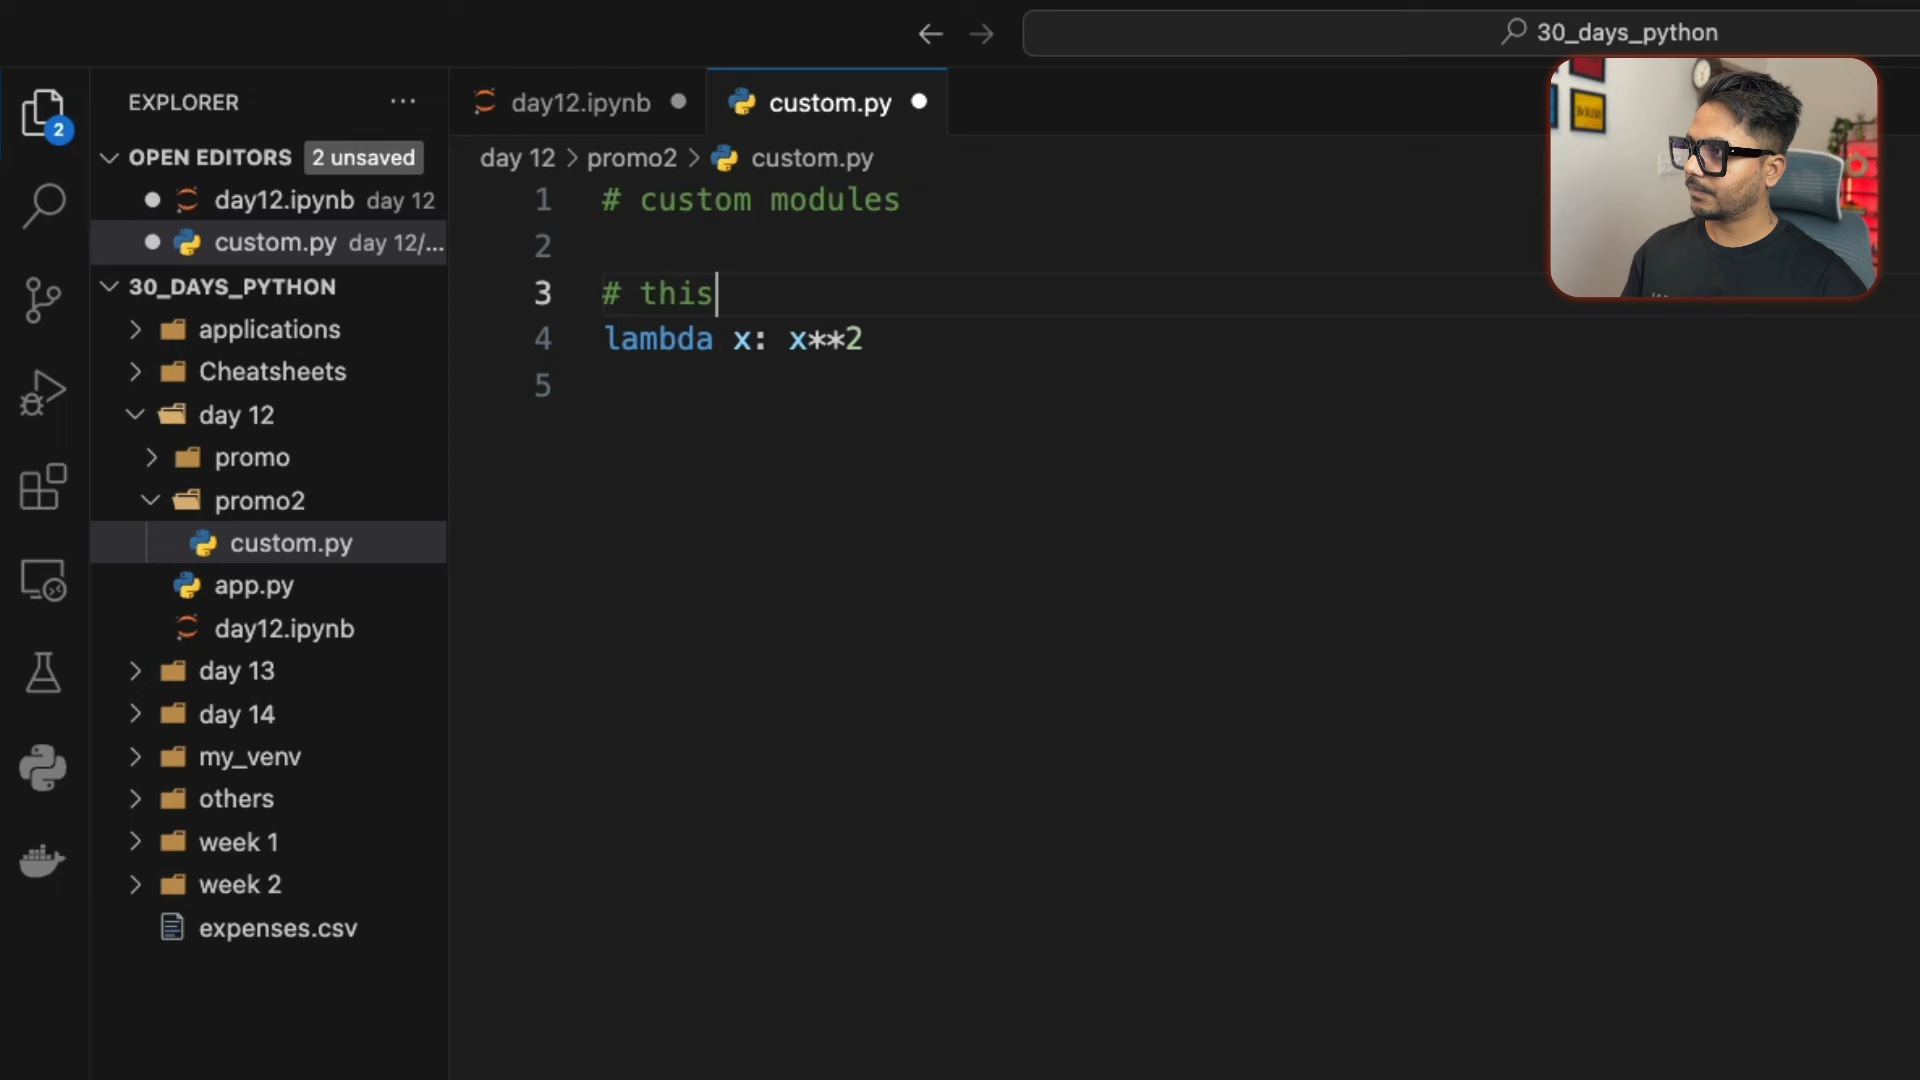 30_days_python
EXPLORER
day12.ipynb
custom.py
2
OPEN EDITORS 2 unsaved
day 12 > promo2 > custom.py
day12.ipynb day 12
custom.py day 12/...
1 # custom modules
2
3 # this
4 lambda x: x**2
5
30_DAYS_PYTHON
applications
Cheatsheets
day 12
promo
promo2
custom.py
app.py
day12.ipynb
day 13
day 14
my_venv
others
week 1
week 2
expenses.csv